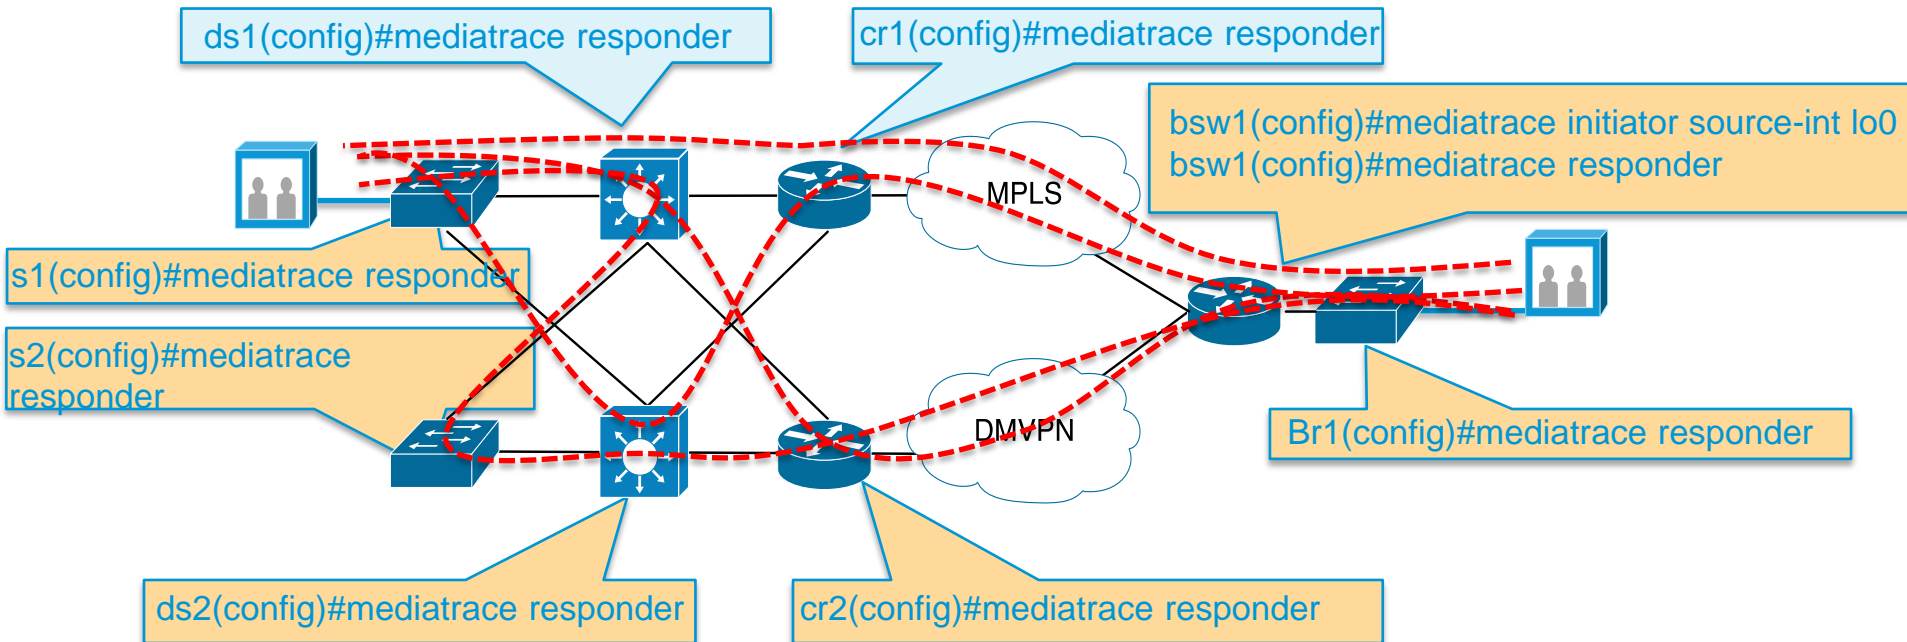 ds1(config)#mediatrace responder
cr1(config)#mediatrace responder
bsw1(config)#mediatrace initiator source-int lo0
bsw1(config)#mediatrace responder
MPLS
s1(config)#mediatrace responder
s2(config)#mediatrace
responder
DMVPN
Br1(config)#mediatrace responder
ds2(config)#mediatrace responder
cr2(config)#mediatrace responder